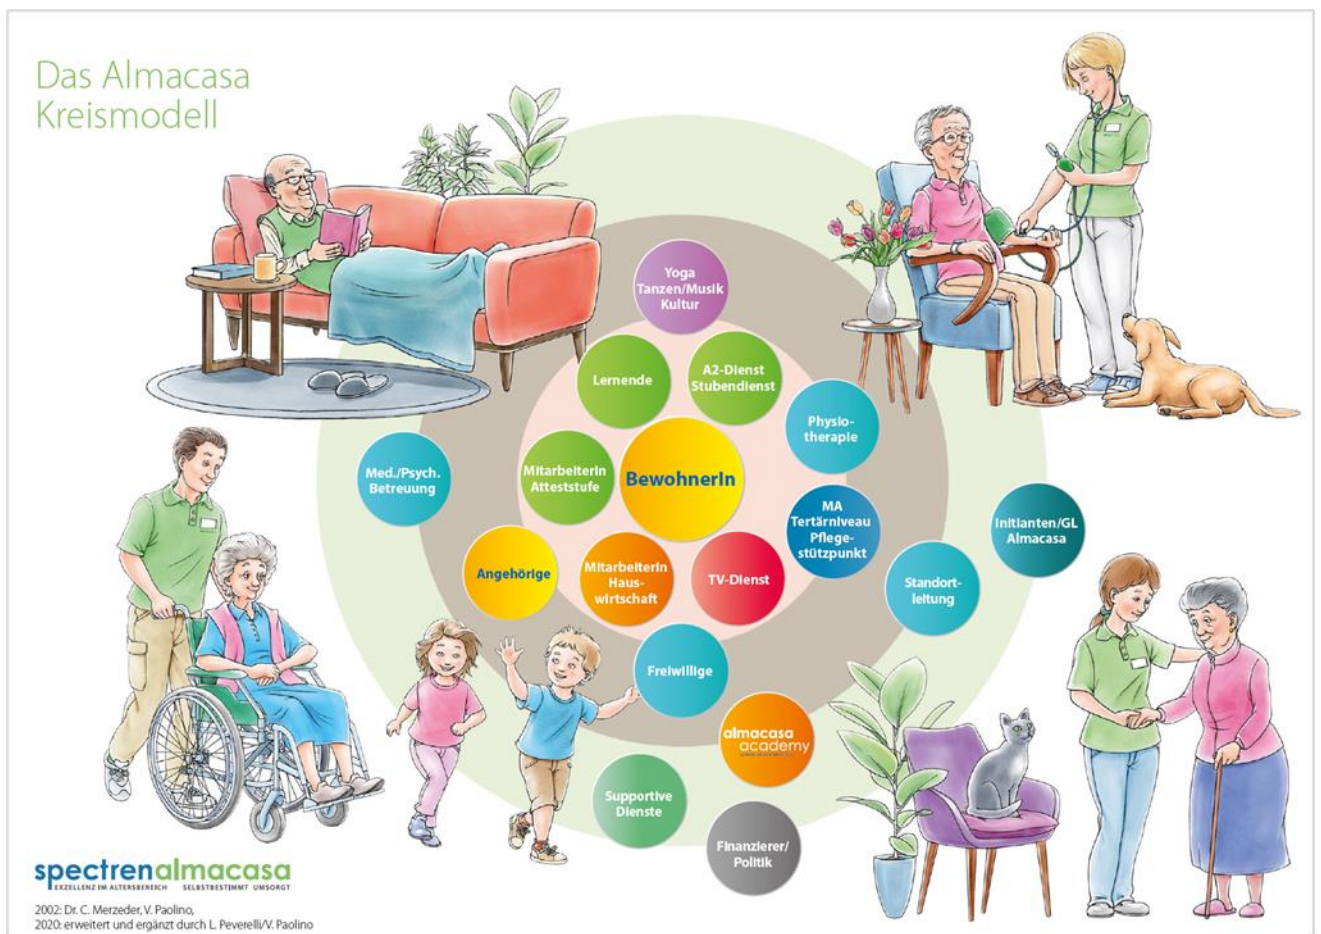 Das Almacasa
Kreismodell
Yoga
Tanzen/Musik
Kultur
Lernende
A2-Dienst
Stubendienst
Physio-
therapie
Med./Psych.
Betreuung
MitarbeiterIn
Atteststufe
BewohnerIn
MA
Tertärniveau
Pflege-
stützpunkt
Initianten/GL
Almacasa
Angehörige
MitarbeiterIn
Haus-
wirtschaft
TV-Dienst
Standort-
leitung
Freiwillige
almacasa
academy
Supportive
Dienste
Finanzierer/
Politik
spectrenalmacasa
EXZELLENZ IM ALTERSBEREICH SELBSTBESTIMMT UMSORGT
2002: Dr. C. Merzeder, V. Paolino,
2020: erweitert und ergänzt durch L. Peverelli/V. Paolino